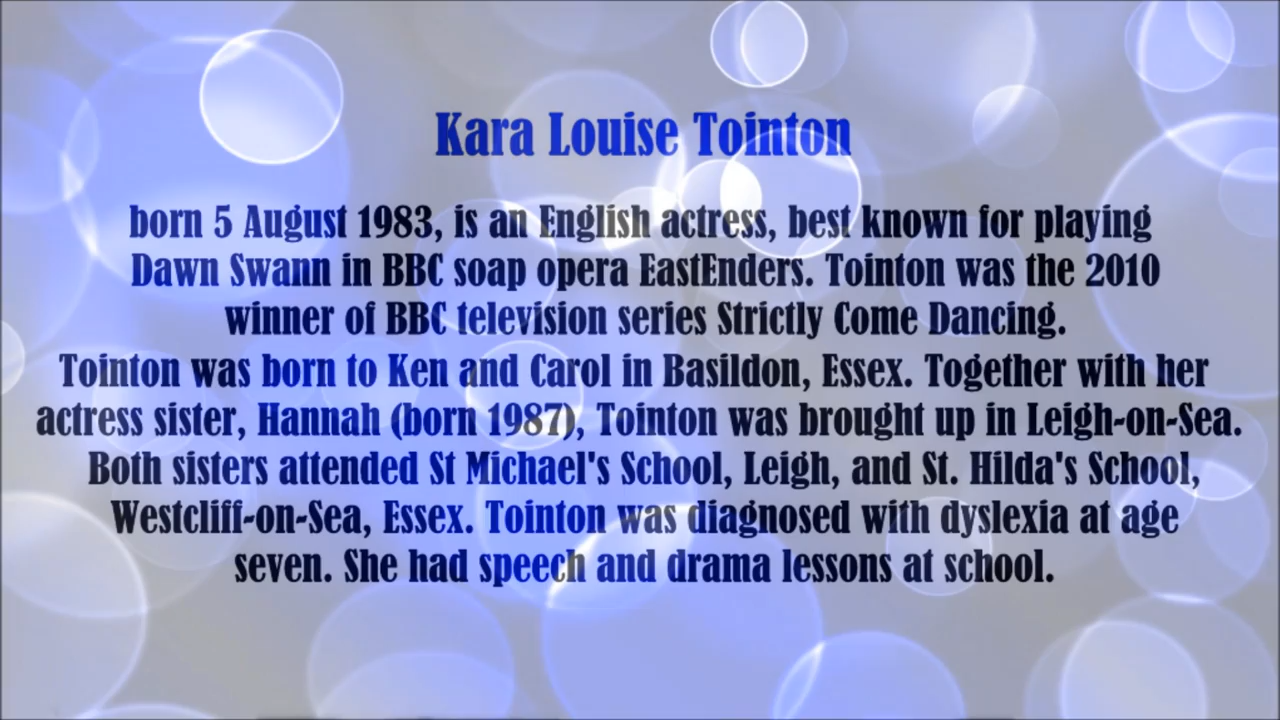 Kara Louise Tointon
born 5 August 1983, is an English actress, best known for playing
Dawn Swann in BBC soap opera EastEnders. Tointon was the 2010
winner of BBC television series Strictly Come Dancing.
Tointon was born to Ken and Carol in Basildon, Essex. Together with her
actress sister, Hannah (born 1987), Tointon was brought up in Leigh-on-Sea.
Both sisters attended St Michael's School, Leigh, and St. Hilda's School,
Westcliff-on-Sea, Essex. Tointon was diagnosed with dyslexia at age
seven. She had speech and drama lessons at school.